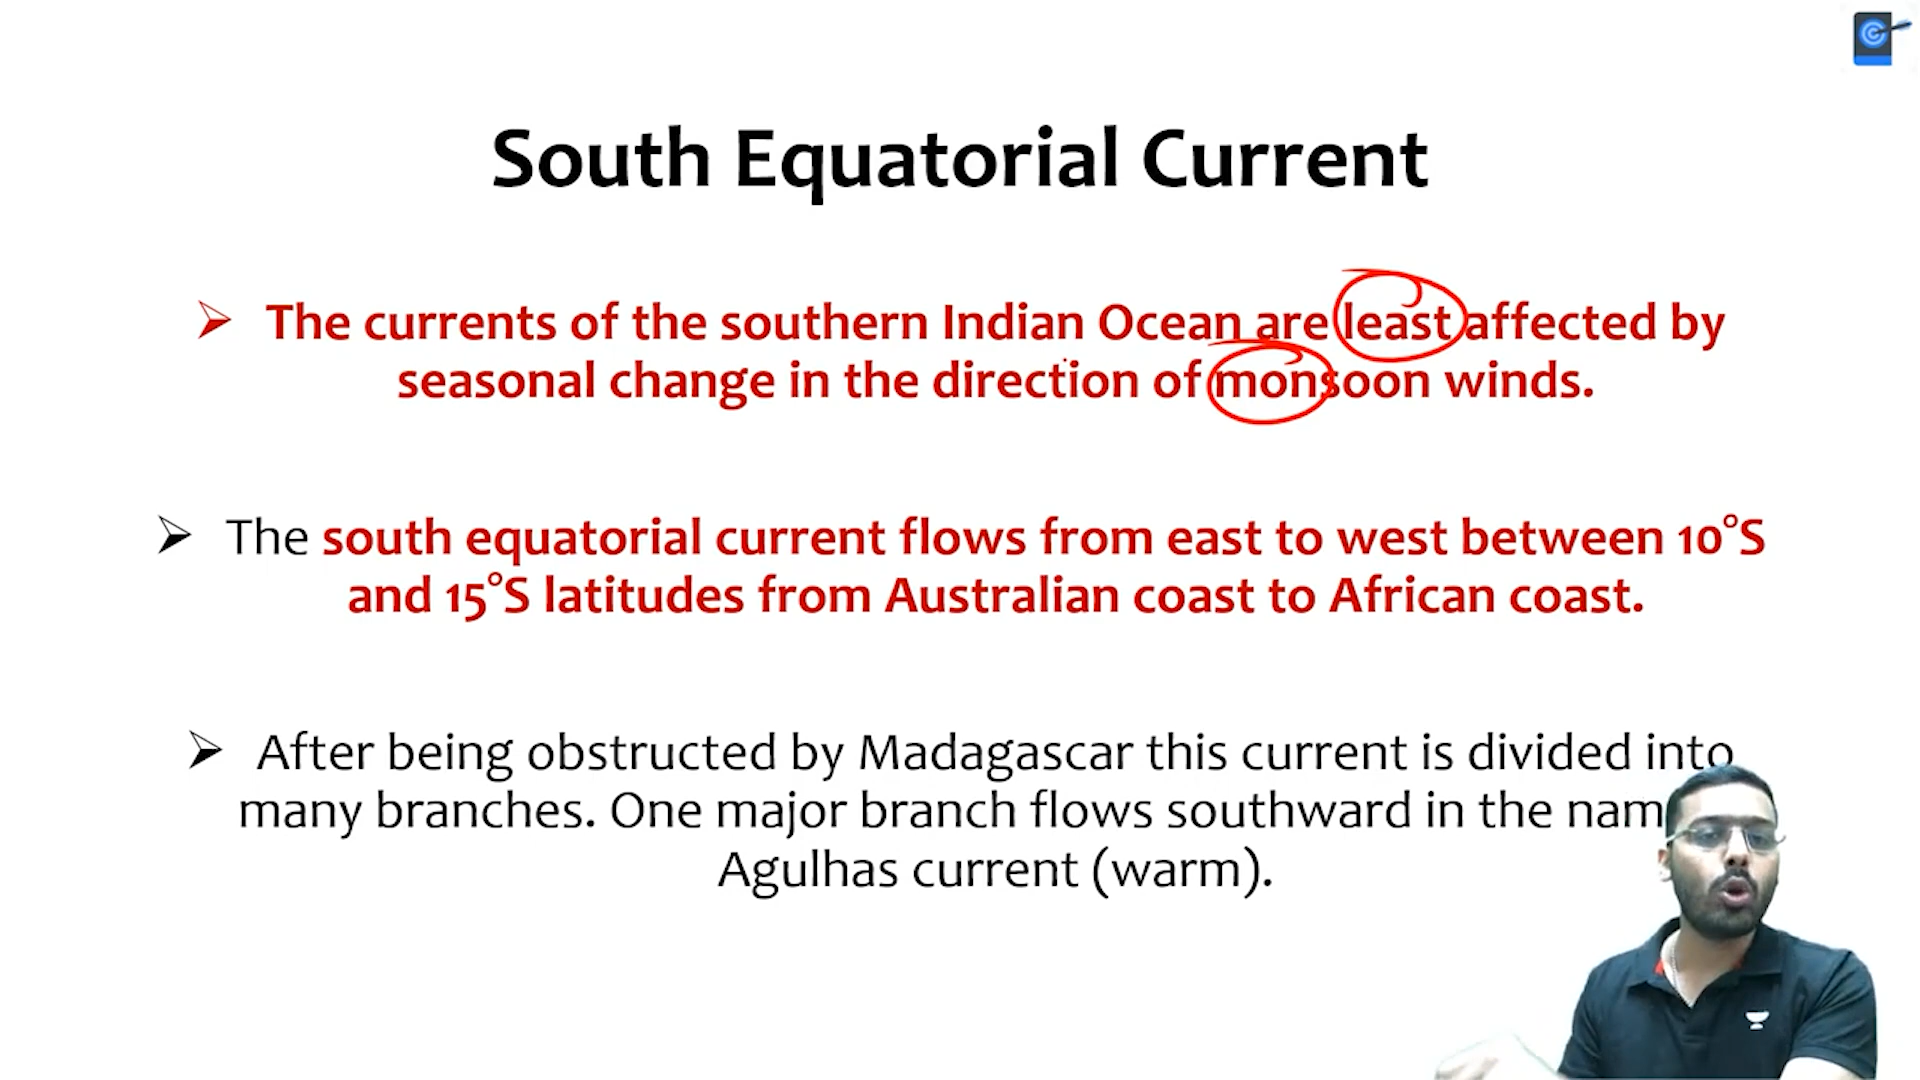 South Equatorial Current
➢ The currents of the southern Indian Ocean are least affected by
seasonal change in the direction of monsoon winds.
➢ The south equatorial current flows from east to west between 10°S
and 15°S latitudes from Australian coast to African coast.
➢ After being obstructed by Madagascar this current is divided into
many branches. One major branch flows southward in the
Agulhas current (warm).